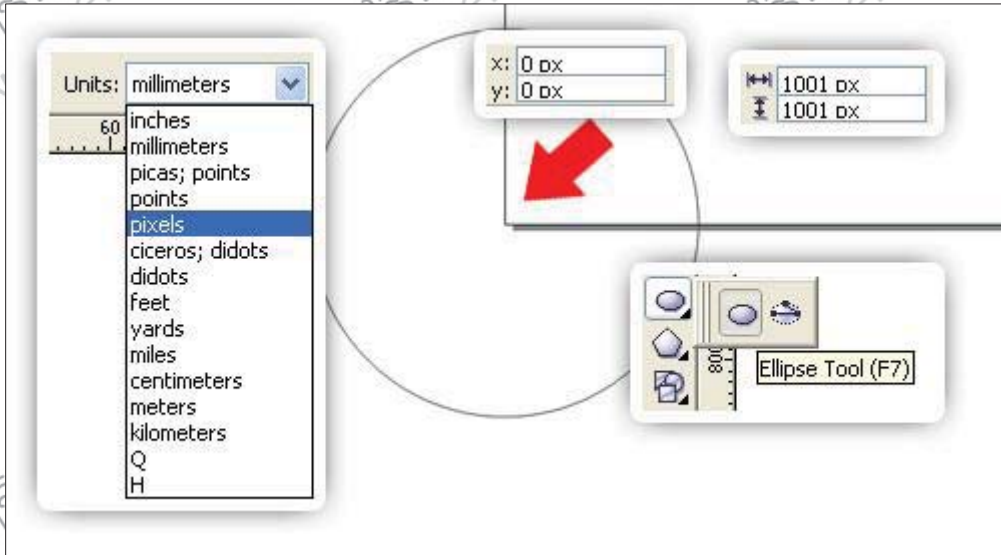 Units: millimeters
60
inches
millimeters
picas; points
points
pixels
ciceros; didots
didots
feet
yards
miles
centimeters
meters
kilometers
Q
H
x: 0 px
y: 0 px
1001 px
1001 px
Ellipse Tool (F7)